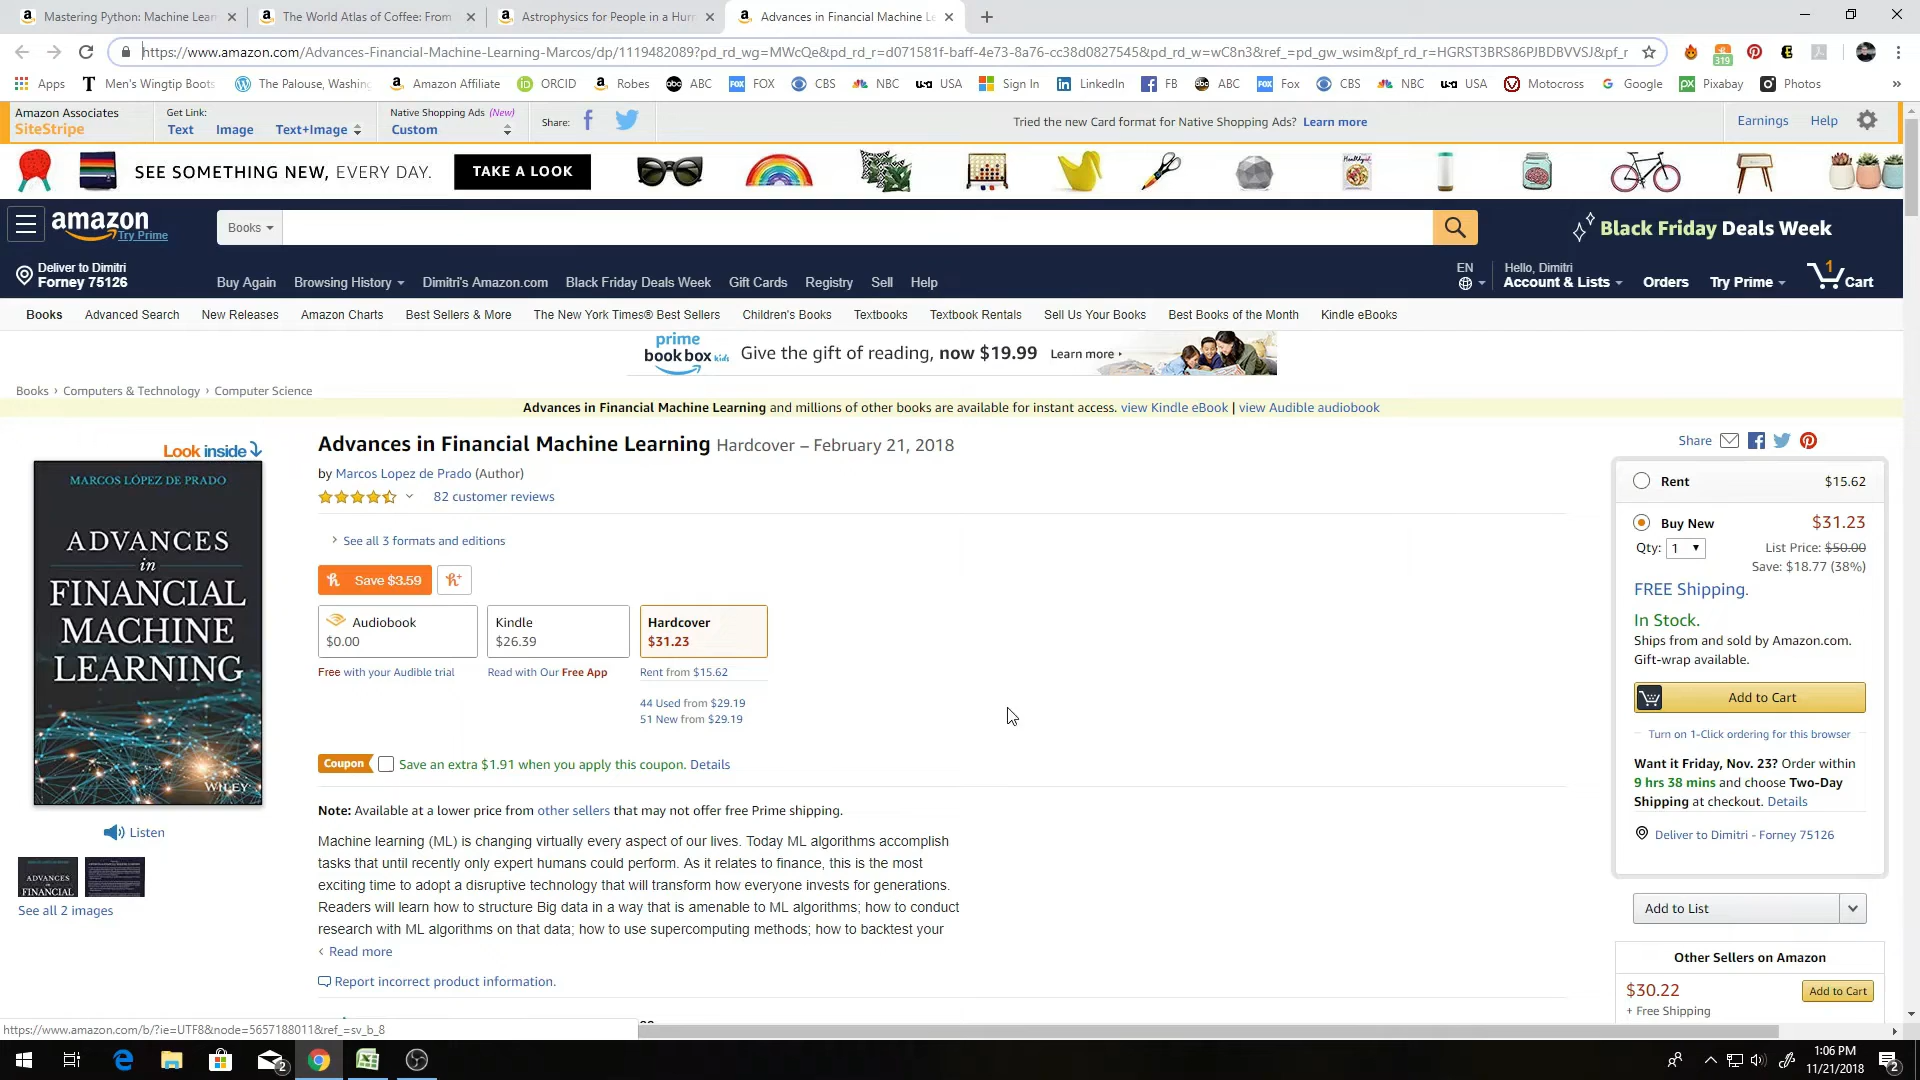 Mastering Python: Machine Lear
The World Atlas of Coffee: From
Astrophysics for People in a Hur
Advances in Financial Machine Le
https://www.amazon.com/Advances-Financial-Machine-Learning-Marcos/dp/1119482089?pd_rd_wg=MWcQe&pd_rd_r=d071581f-baff-4e73-8a76-cc38d0827545&pd_rd_w=wC8n3&ref_=pd_gw_wsim&pf_rd_r=HGRST3BRS86PJBDBVVSJ&pf_r
319
Apps Men's Wingtip Boots The Palouse, Washing Amazon Affiliate ORCID Robes ABC FOX CBS NBC USA Sign In LinkedIn FB ABC Fox CBS NBC USA Motocross Google Pixabay Photos »
Amazon Associates
SiteStripe
Get Link:
Text Image Text+Image
Native Shopping Ads (New)
Custom
Share:
Tried the new Card format for Native Shopping Ads? Learn more
Earnings Help
SEE SOMETHING NEW, EVERY DAY. TAKE A LOOK
amazon
Try Prime
Books
Black Friday Deals Week
Deliver to Dimitri
Forney 75126
Buy Again Browsing History Dimitri's Amazon.com Black Friday Deals Week Gift Cards Registry Sell Help
EN
Hello, Dimitri
Account & Lists Orders Try Prime 1 Cart
Books Advanced Search New Releases Amazon Charts Best Sellers & More The New York Times® Best Sellers Children's Books Textbooks Textbook Rentals Sell Us Your Books Best Books of the Month Kindle eBooks
prime
book box kids
Give the gift of reading, now $19.99 Learn more ›
Books › Computers & Technology › Computer Science
Advances in Financial Machine Learning and millions of other books are available for instant access. view Kindle eBook | view Audible audiobook
Look inside
MARCOS LÓPEZ DE PRADO
ADVANCES
in
FINANCIAL
MACHINE
LEARNING
WILEY
Listen
ADVANCES
FINANCIAL
See all 2 images
Advances in Financial Machine Learning Hardcover – February 21, 2018
by Marcos Lopez de Prado (Author)
82 customer reviews
› See all 3 formats and editions
Save $3.59
Audiobook
$0.00
Free with your Audible trial
Kindle
$26.39
Read with Our Free App
Hardcover
$31.23
Rent from $15.62
44 Used from $29.19
51 New from $29.19
Coupon Save an extra $1.91 when you apply this coupon. Details
Note: Available at a lower price from other sellers that may not offer free Prime shipping.
Machine learning (ML) is changing virtually every aspect of our lives. Today ML algorithms accomplish
tasks that until recently only expert humans could perform. As it relates to finance, this is the most
exciting time to adopt a disruptive technology that will transform how everyone invests for generations.
Readers will learn how to structure Big data in a way that is amenable to ML algorithms; how to conduct
research with ML algorithms on that data; how to use supercomputing methods; how to backtest your
‹ Read more
Report incorrect product information.
Share
Rent $15.62
Buy New $31.23
Qty: 1
List Price: $50.00
Save: $18.77 (38%)
FREE Shipping.
In Stock.
Ships from and sold by Amazon.com.
Gift-wrap available.
Add to Cart
Turn on 1-Click ordering for this browser
Want it Friday, Nov. 23? Order within
9 hrs 38 mins and choose Two-Day
Shipping at checkout. Details
Deliver to Dimitri - Forney 75126
Add to List
Other Sellers on Amazon
$30.22 Add to Cart
+ Free Shipping
https://www.amazon.com/b/?ie=UTF8&node=5657188011&ref_=sv_b_8
2
1:06 PM
11/21/2018
2